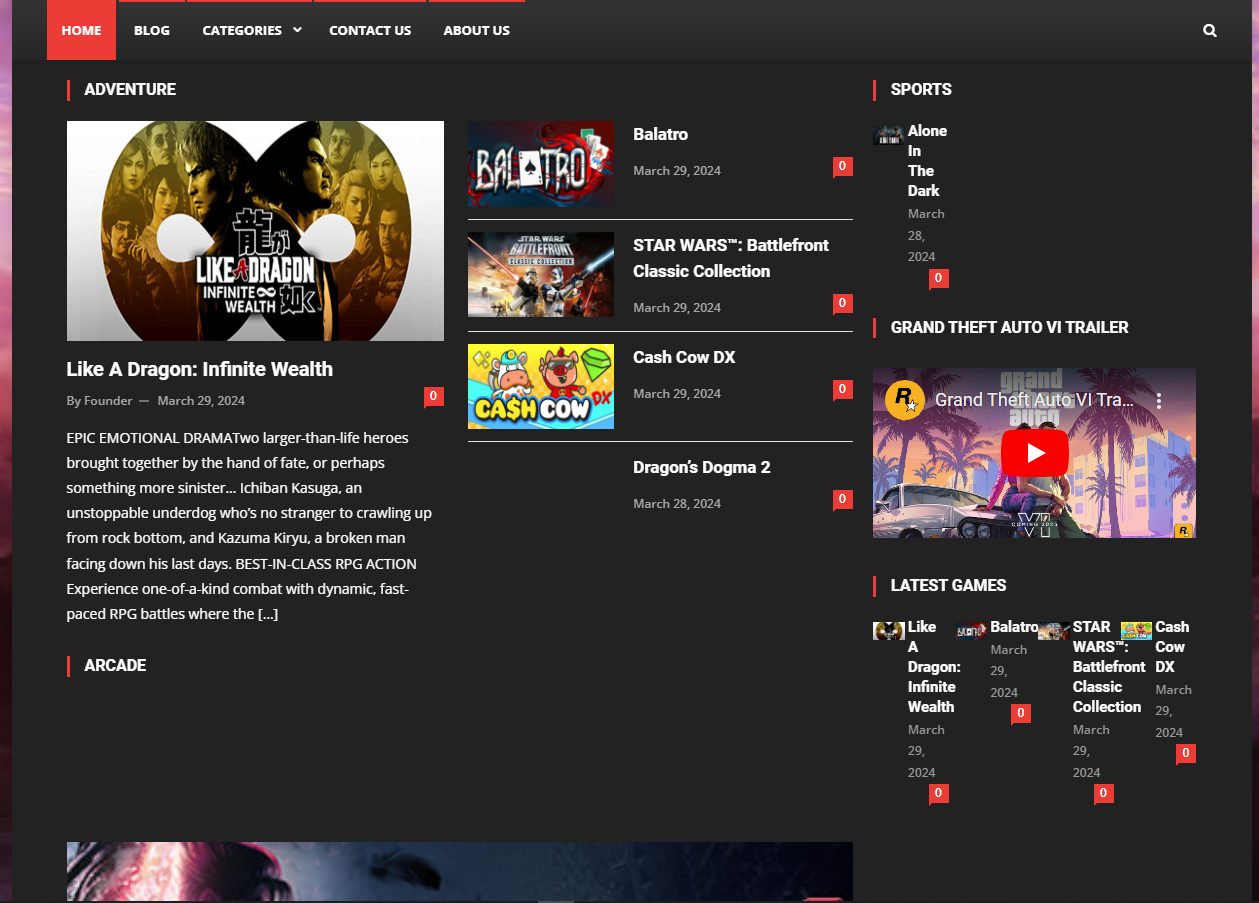 HOME
BLOG
CATEGORIES
CONTACT US
ABOUT US
ADVENTURE
龍が
LIKE A DRAGON
INFINITE
WEALTH
如く
Like A Dragon: Infinite Wealth
By Founder — March 29, 2024
0
EPIC EMOTIONAL DRAMATwo larger-than-life heroes
brought together by the hand of fate, or perhaps
something more sinister… Ichiban Kasuga, an
unstoppable underdog who’s no stranger to crawling up
from rock bottom, and Kazuma Kiryu, a broken man
facing down his last days. BEST-IN-CLASS RPG ACTION
Experience one-of-a-kind combat with dynamic, fast-
paced RPG battles where the […]
BALATRO
Balatro
March 29, 2024
0
STAR WARS
BATTLEFRONT
CLASSIC COLLECTION
STAR WARS™: Battlefront
Classic Collection
March 29, 2024
0
CA$H COW DX
Cash Cow DX
March 29, 2024
0
Dragon’s Dogma 2
March 28, 2024
0
ARCADE
SPORTS
Alone
In
The
Dark
March
28,
2024
0
GRAND THEFT AUTO VI TRAILER
grand
theft
auto
R
Grand Theft Auto VI Tra…
VI
COMING 2025
R
LATEST GAMES
Like
A
Dragon:
Infinite
Wealth
March
29,
2024
0
BALATRO
Balatro
March
29,
2024
0
STAR
WARS™:
Battlefront
Classic
Collection
March
29,
2024
0
CA$H COW
Cash
Cow
DX
March
29,
2024
0